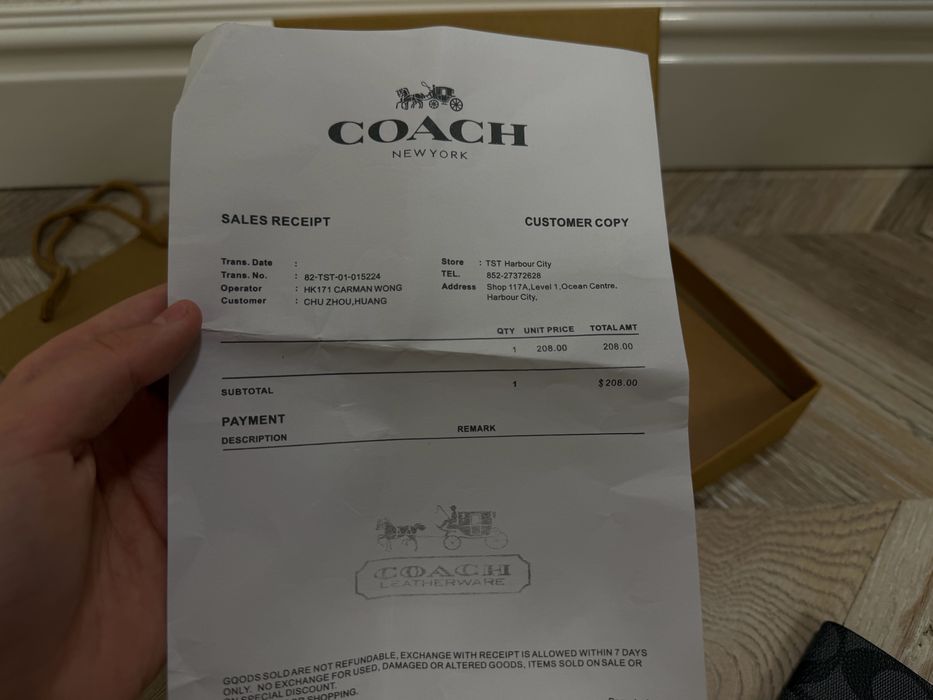 COACH
NEW YORK
SALES RECEIPT
CUSTOMER COPY
Trans. Date :
Trans. No. : 82-TST-01-015224
Operator : HK171 CARMAN WONG
Customer : CHU ZHOU,HUANG
Store : TST Harbour City
TEL. 852-27372628
Address Shop 117A,Level 1,Ocean Centre,
Harbour City,
QTY UNIT PRICE TOTAL AMT
1 208.00 208.00
SUBTOTAL 1 $208.00
PAYMENT
DESCRIPTION REMARK
COACH
LEATHERWARE
GOODS SOLD ARE NOT REFUNDABLE, EXCHANGE WITH RECEIPT IS ALLOWED WITHIN 7 DAYS
ONLY. NO EXCHANGE FOR USED, DAMAGED OR ALTERED GOODS, ITEMS SOLD ON SALE OR
ON SPECIAL DISCOUNT.
SHOPPING.